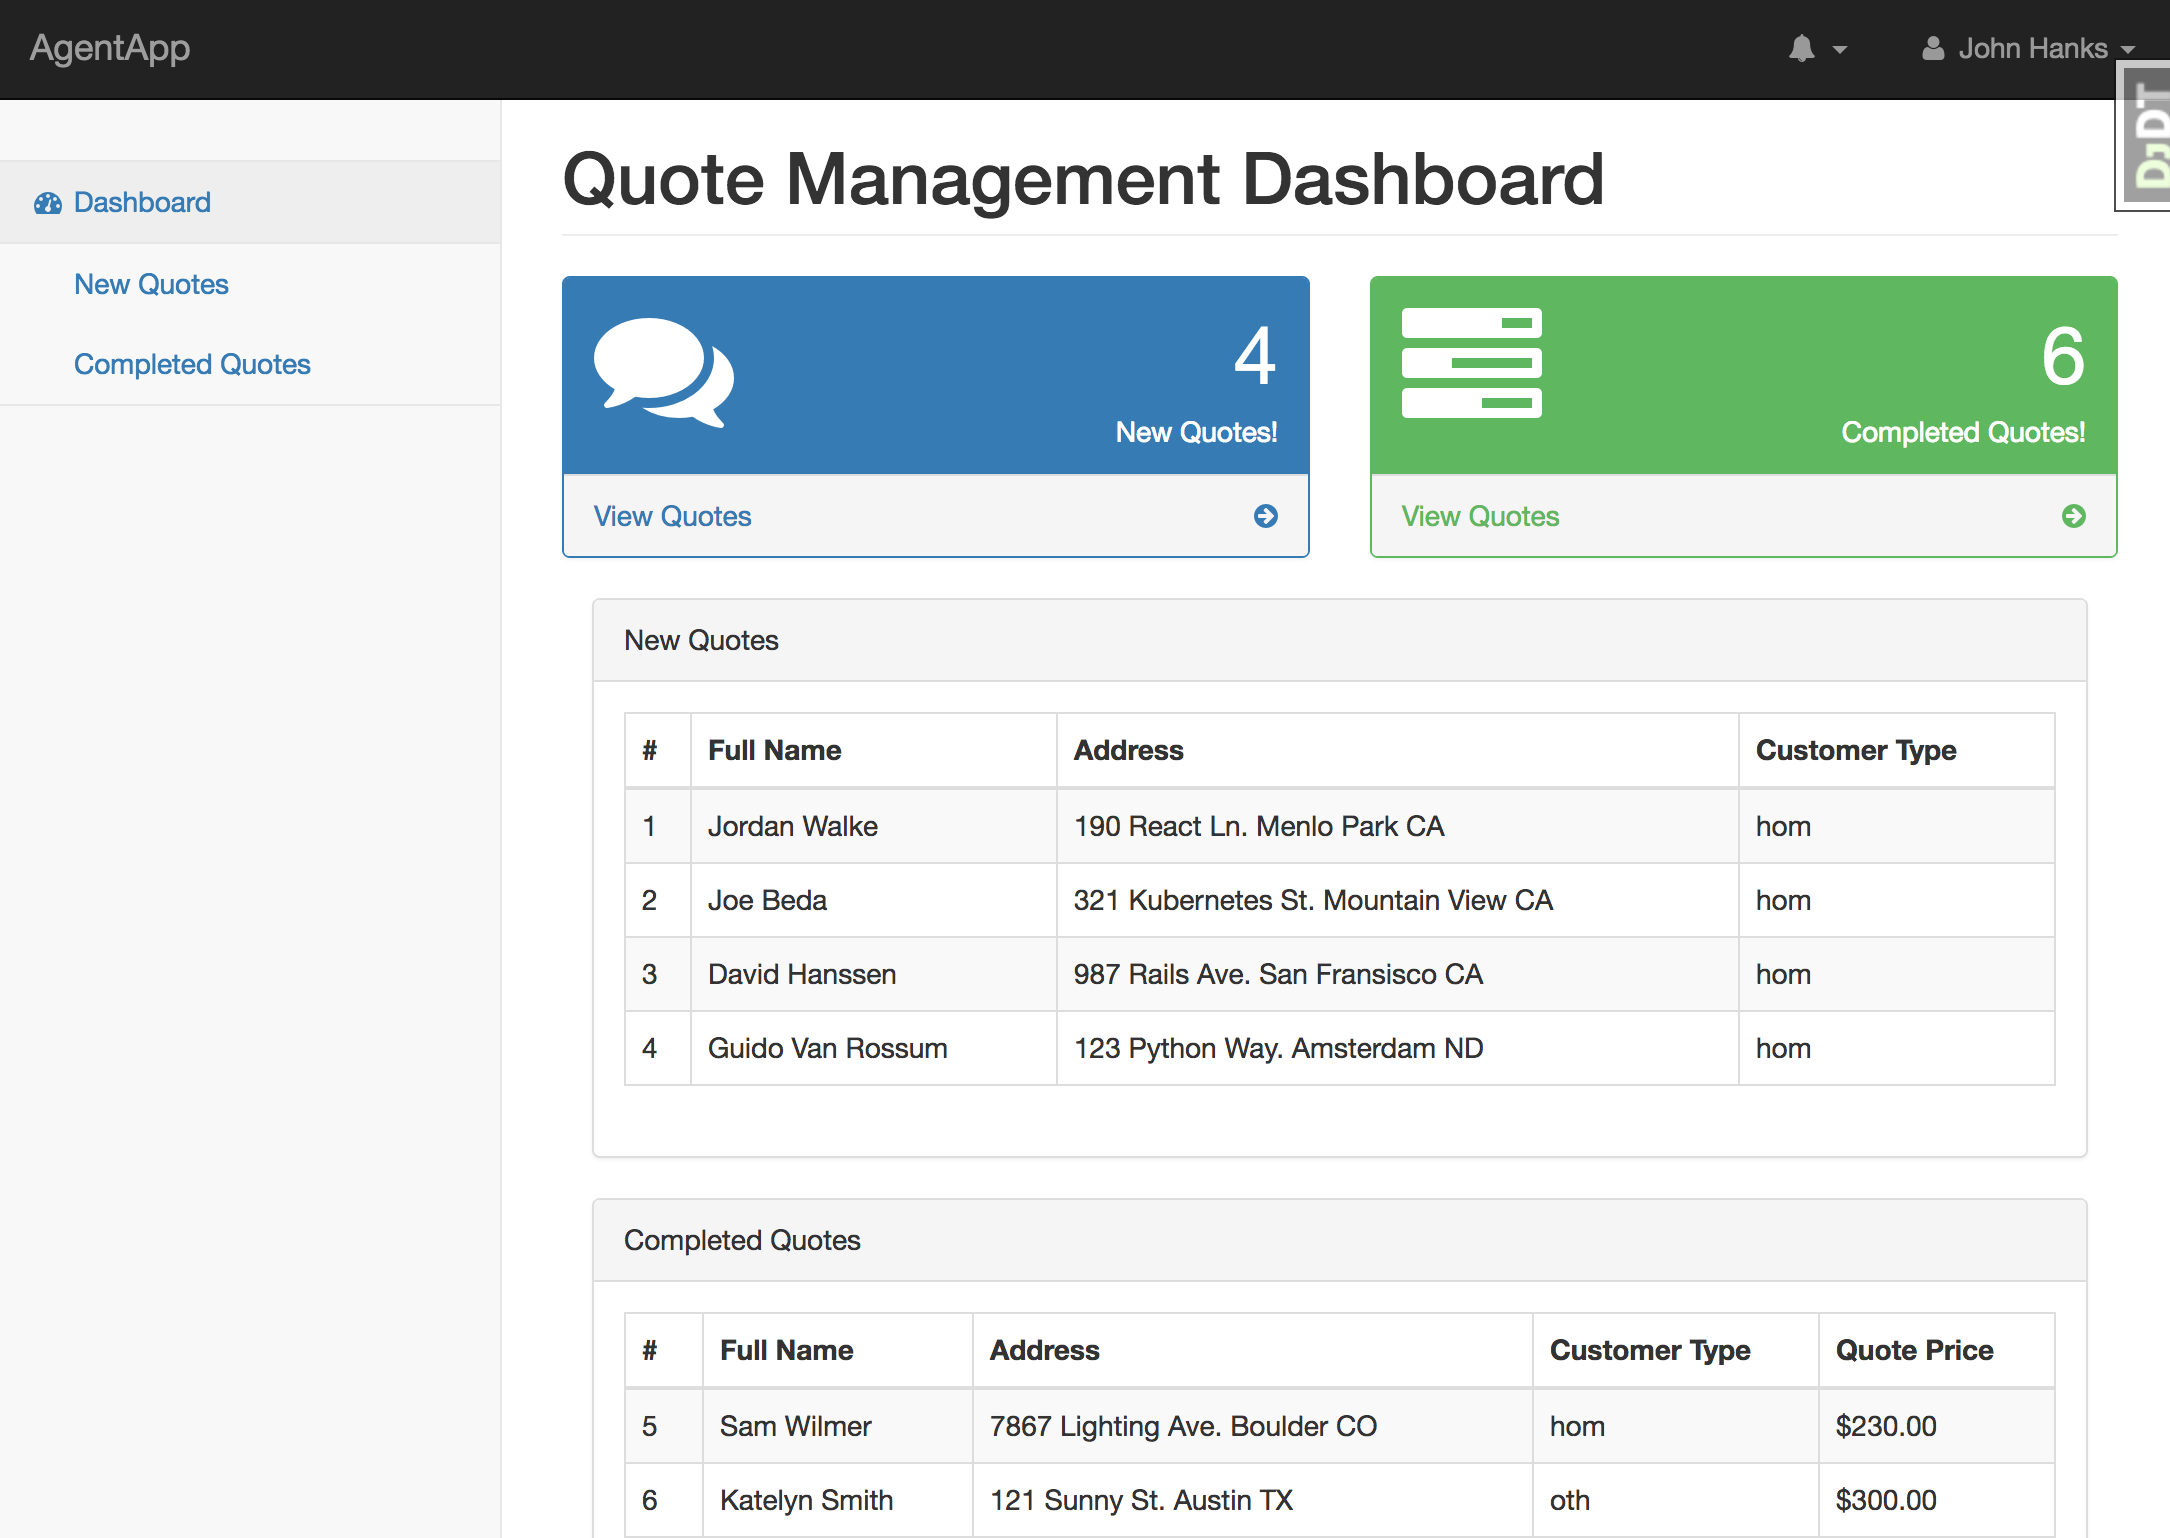 AgentApp
John Hanks
DJDT
Dashboard
New Quotes
Completed Quotes
Quote Management Dashboard
4
New Quotes!
View Quotes
6
Completed Quotes!
View Quotes
New Quotes
# Full Name Address Customer Type
1 Jordan Walke 190 React Ln. Menlo Park CA hom
2 Joe Beda 321 Kubernetes St. Mountain View CA hom
3 David Hanssen 987 Rails Ave. San Fransisco CA hom
4 Guido Van Rossum 123 Python Way. Amsterdam ND hom
Completed Quotes
# Full Name Address Customer Type Quote Price
5 Sam Wilmer 7867 Lighting Ave. Boulder CO hom $230.00
6 Katelyn Smith 121 Sunny St. Austin TX oth $300.00